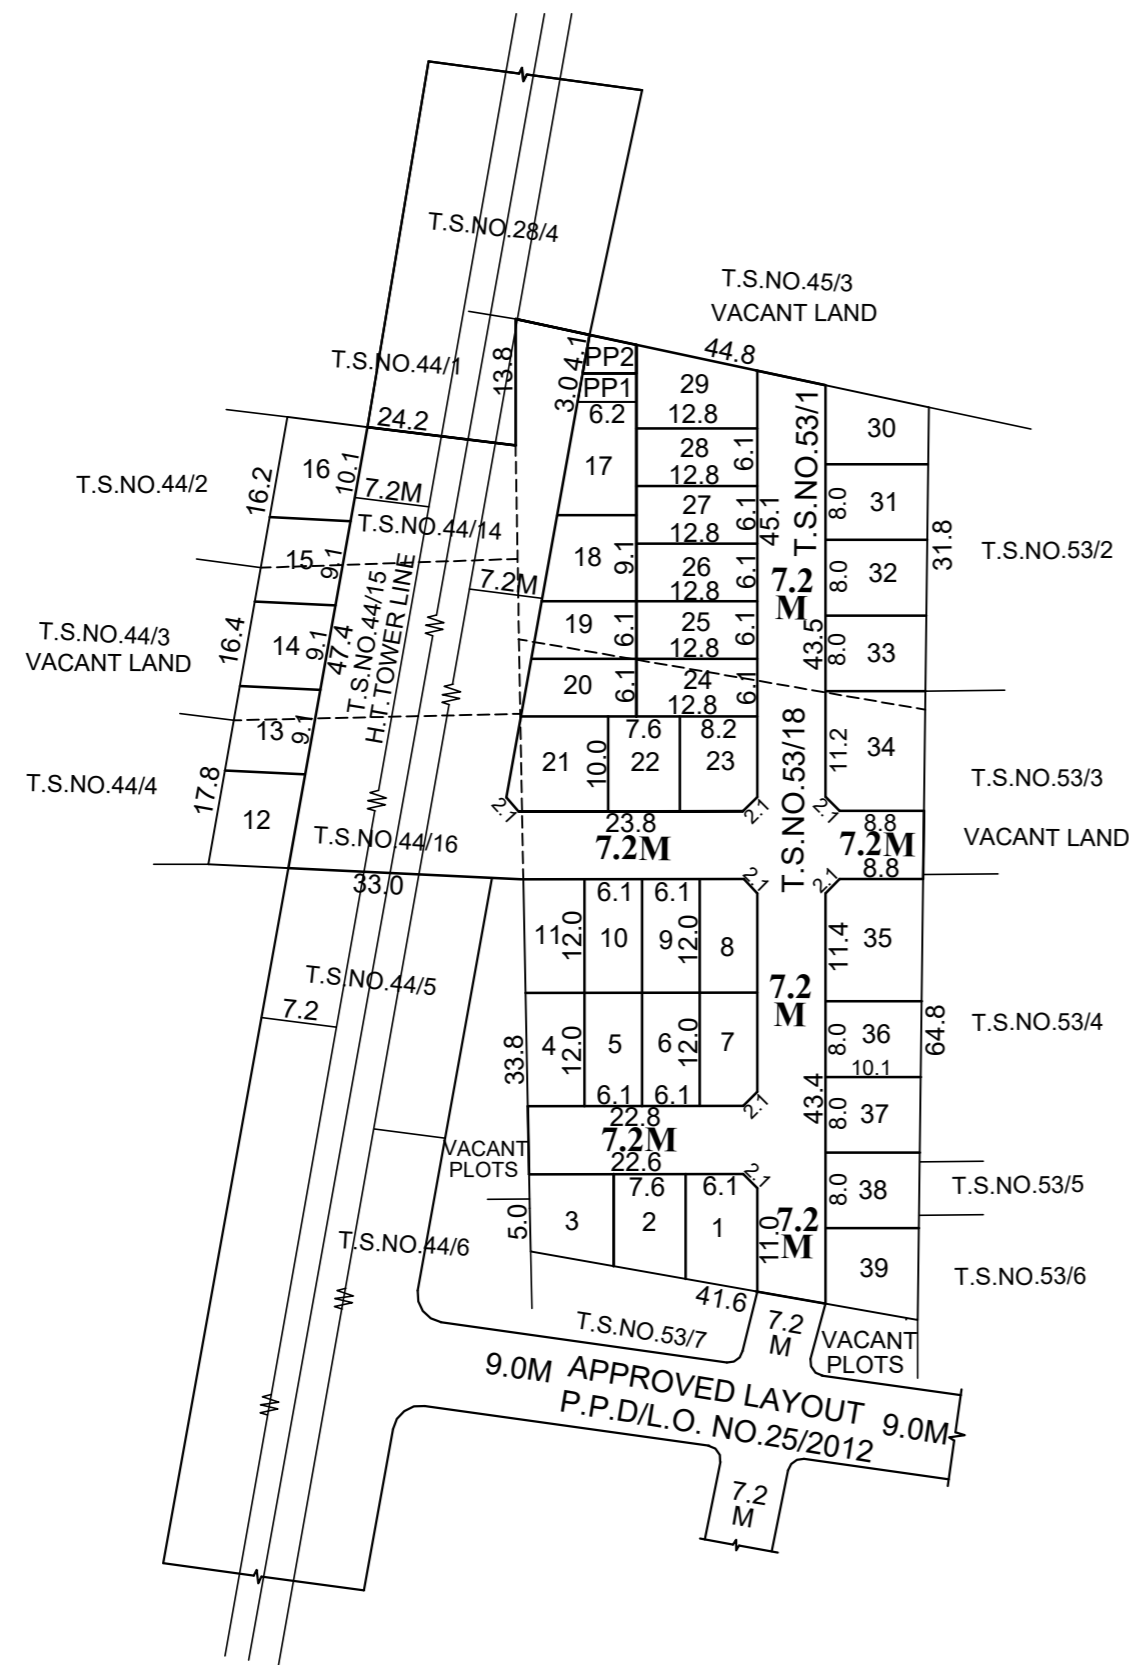 T.S.NO.28/4
T.S.NO.45/3
VACANT LAND
44.8
T.S.NO.44/1
13.8
4.1
PP2
3.0
PP1
6.2
29
12.8
T.S.NO.53/1
30
24.2
16.2
16
10.1
7.2M
T.S.NO.44/2
T.S.NO.44/14
17
28
12.8
6.1
27
12.8
6.1
45.1
8.0
31
31.8
T.S.NO.53/2
15
9.1
7.2M
18
9.1
26
12.8
6.1
7.2
M
8.0
32
T.S.NO.44/3
VACANT LAND
16.4
14
9.1
47.4
T.S.NO.44/15
H.T.TOWER LINE
19
6.1
25
12.8
6.1
43.5
8.0
33
20
6.1
24
12.8
6.1
13
9.1
T.S.NO.44/4
17.8
12
21
10.0
7.6
22
8.2
23
T.S.NO.53/18
11.2
34
T.S.NO.53/3
2.1
2.1
2.1
T.S.NO.44/16
23.8
7.2M
8.8
7.2M
8.8
VACANT LAND
33.0
2.1
2.1
6.1
6.1
11
12.0
10
9
12.0
8
11.4
35
T.S.NO.44/5
7.2
7.2
M
33.8
4
12.0
5
6
12.0
7
8.0
36
10.1
64.8
T.S.NO.53/4
6.1
6.1
2.1
43.4
8.0
37
22.8
7.2M
22.6
VACANT
PLOTS
2.1
7.6
6.1
8.0
38
T.S.NO.53/5
5.0
3
2
1
11.0
7.2
M
T.S.NO.44/6
39
T.S.NO.53/6
41.6
T.S.NO.53/7
7.2
M
VACANT
PLOTS
9.0M
APPROVED LAYOUT
P.P.D/L.O. NO.25/2012
9.0M
7.2
M